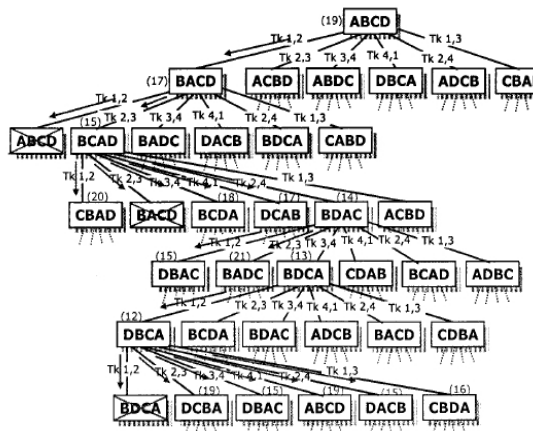 (19) ABCD
Tk 1,2 Tk 2,3 Tk 3,4 Tk 4,1 Tk 2,4 Tk 1,3
(17) BACD ACBD ABDC DBCA ADCB
Tk 1,2 Tk 2,3 Tk 3,4 Tk 4,1 Tk 2,4 Tk 1,3
(15)
ABCD BCAD BADC DACB BDCA CABD
Tk 1,2 Tk 2,3 Tk 3,4 Tk 4,1 Tk 2,4 Tk 1,3
(20) (18) (17) (14)
CBAD BACD BCDA DCAB BDAC ACBD
Tk 1,2 Tk 2,3 Tk 3,4 Tk 4,1 Tk 2,4 Tk 1,3
(15) (21) (13)
DBAC BADC BDCA CDAB BCAD ADBC
Tk 1,2 Tk 2,3 Tk 3,4 Tk 4,1 Tk 2,4 Tk 1,3
(12)
DBCA BCDA BDAC ADCB BACD CDBA
Tk 1,2 Tk 2,3 Tk 3,4 Tk 4,1 Tk 2,4 Tk 1,3
(19) (15) (19) (15) (16)
BDCA DCBA DBAC ABCD DACB CBDA